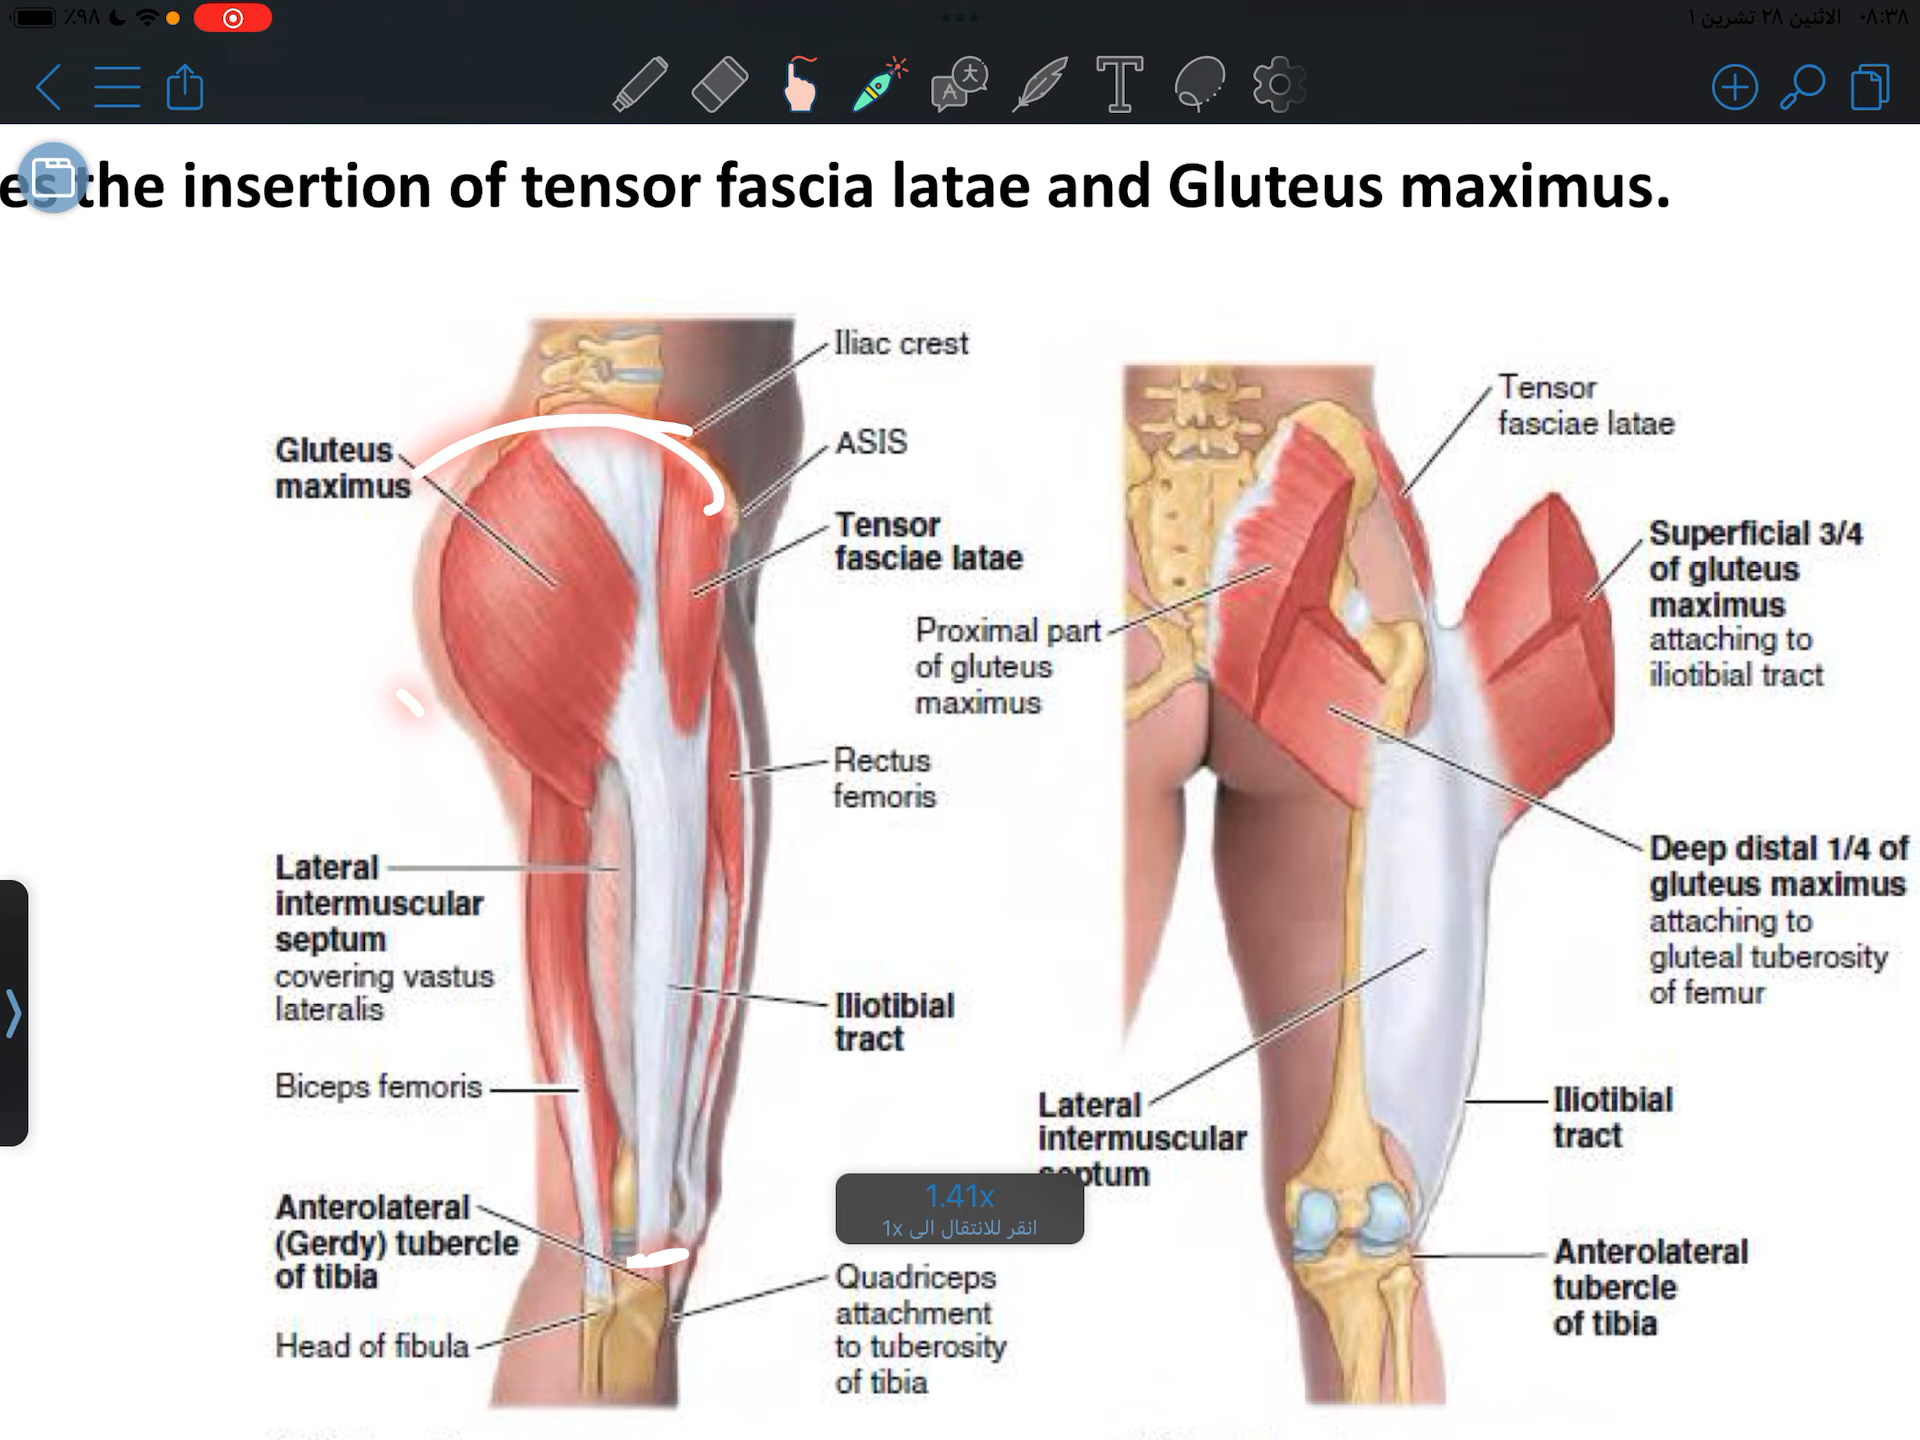 ٪٩٨
الاثنين ٢٨ تشرين ١ ٠٨:٣٨
es the insertion of tensor fascia latae and Gluteus maximus.
Iliac crest
ASIS
Gluteus
maximus
Tensor
fasciae latae
Rectus
femoris
Lateral
intermuscular
septum
covering vastus
lateralis
Iliotibial
tract
Biceps femoris
Anterolateral
(Gerdy) tubercle
of tibia
Head of fibula
Quadriceps
attachment
to tuberosity
of tibia
Tensor
fasciae latae
Superficial 3/4
of gluteus
maximus
attaching to
iliotibial tract
Proximal part
of gluteus
maximus
Deep distal 1/4 of
gluteus maximus
attaching to
gluteal tuberosity
of femur
Lateral
intermuscular
septum
Iliotibial
tract
Anterolateral
tubercle
of tibia
1.41x
انقر للانتقال الى 1x